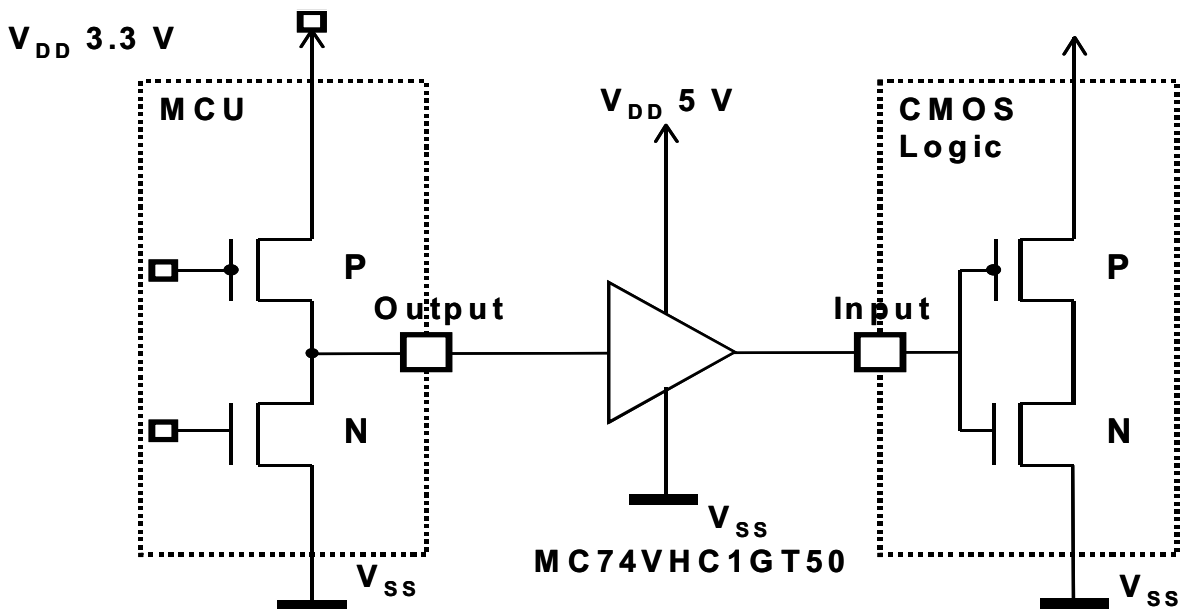 VDD 3.3 V
MCU
VDD 5 V
CMOS
Logic
P
P
Output
Input
N
N
VSS
MC74VHC1GT50
VSS
VSS